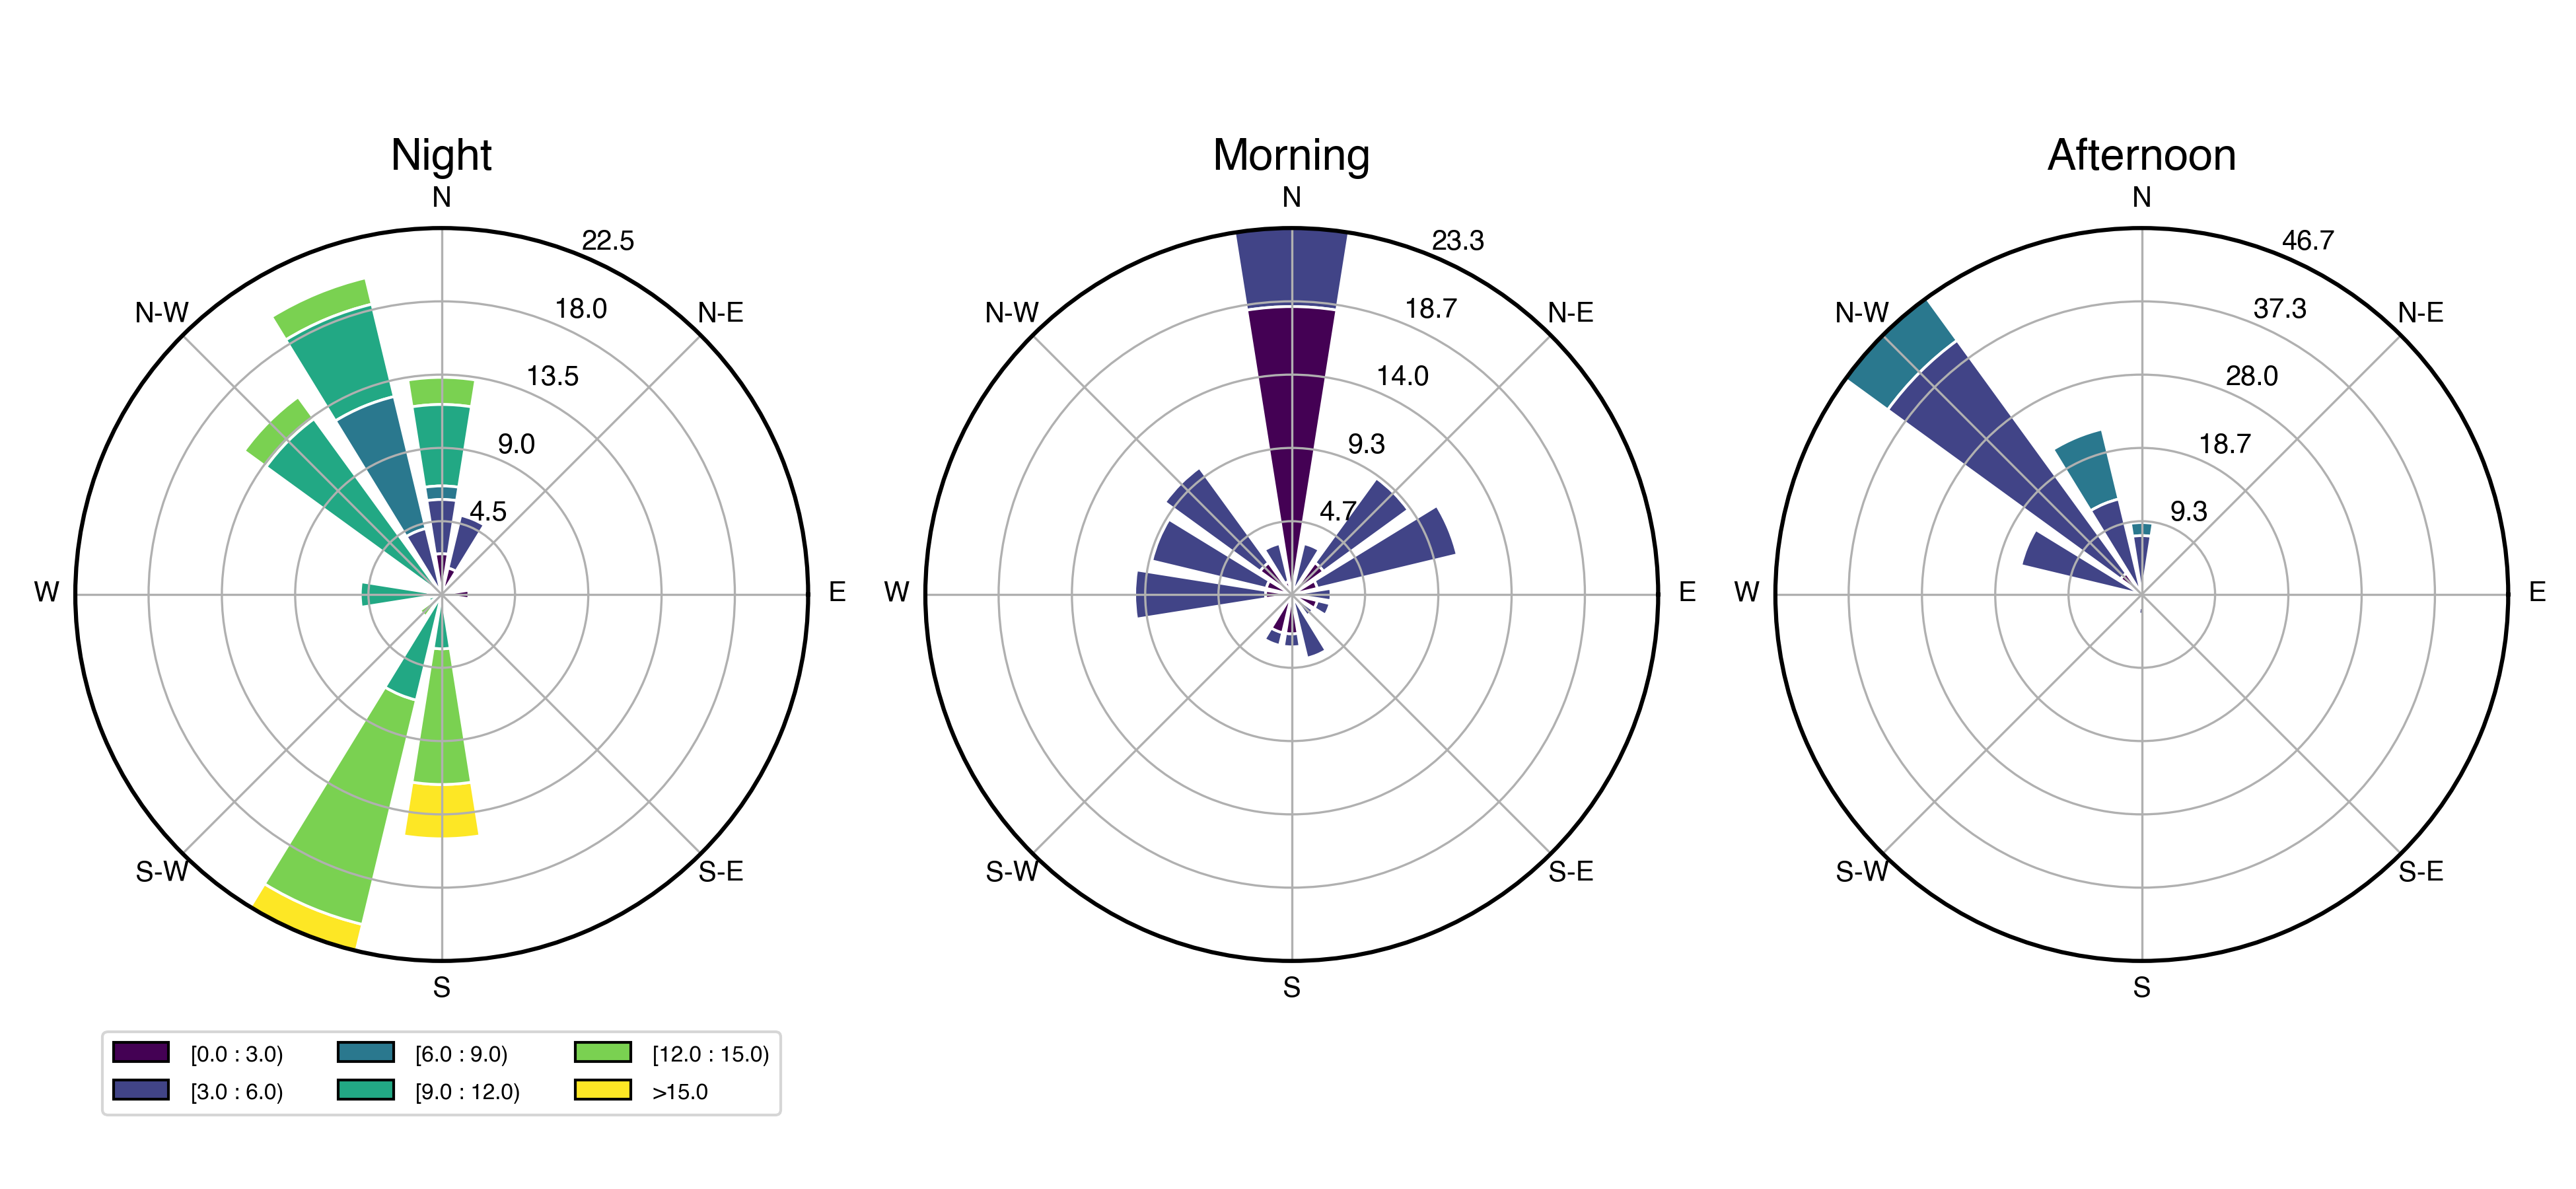 Night
N
22.5
N-W
N-E
18.0
13.5
9.0
4.5
W
E
S-W
S-E
S
Morning
N
23.3
N-W
N-E
18.7
14.0
9.3
4.7
W
E
S-W
S-E
S
Afternoon
N
46.7
N-W
N-E
37.3
28.0
18.7
9.3
W
E
S-W
S-E
S
[0.0 : 3.0)
[6.0 : 9.0)
[12.0 : 15.0)
[3.0 : 6.0)
[9.0 : 12.0)
>15.0